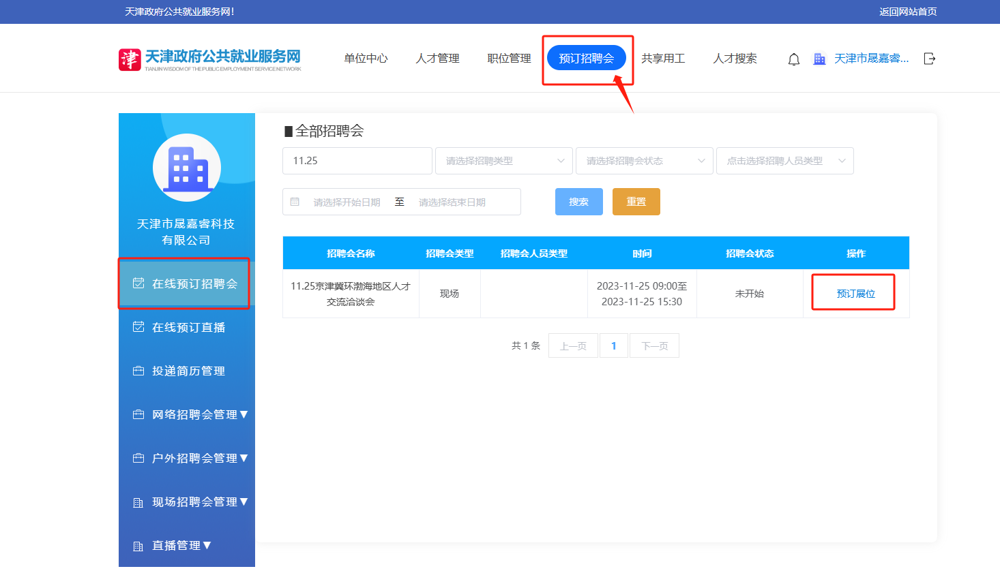 天津政府公共就业服务网！
返回网站首页
津 天津政府公共就业服务网
TIANJIN WISDOM OF THE PUBLIC EMPLOYMENT SERVICE NETWORK
单位中心 人才管理 职位管理 预订招聘会 共享用工 人才搜索 天津市晟嘉睿...
天津市晟嘉睿科技
有限公司
在线预订招聘会
在线预订直播
投递简历管理
网络招聘会管理▼
户外招聘会管理▼
现场招聘会管理▼
直播管理▼
全部招聘会
11.25 请选择招聘类型 请选择招聘会状态 点击选择招聘人员类型
请选择开始日期 至 请选择结束日期 搜索 重置
招聘会名称 招聘会类型 招聘会人员类型 时间 招聘会状态 操作
11.25京津冀环渤海地区人才
交流洽谈会
现场
2023-11-25 09:00至
2023-11-25 15:30
未开始
预订展位
共 1 条 上一页 1 下一页